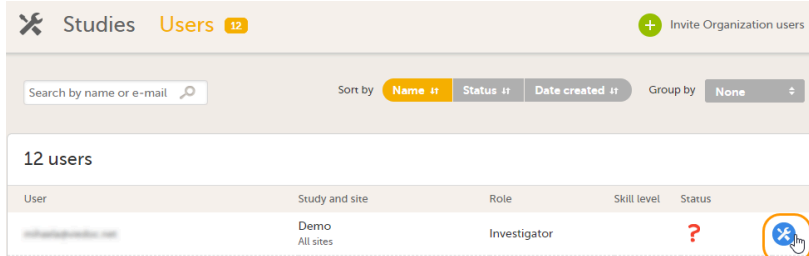 Studies Users 12 Invite Organization users
Search by name or e-mail Sort by Name Status Date created Group by None
12 users
User Study and site Role Skill level Status
Demo
All sites
Investigator ?